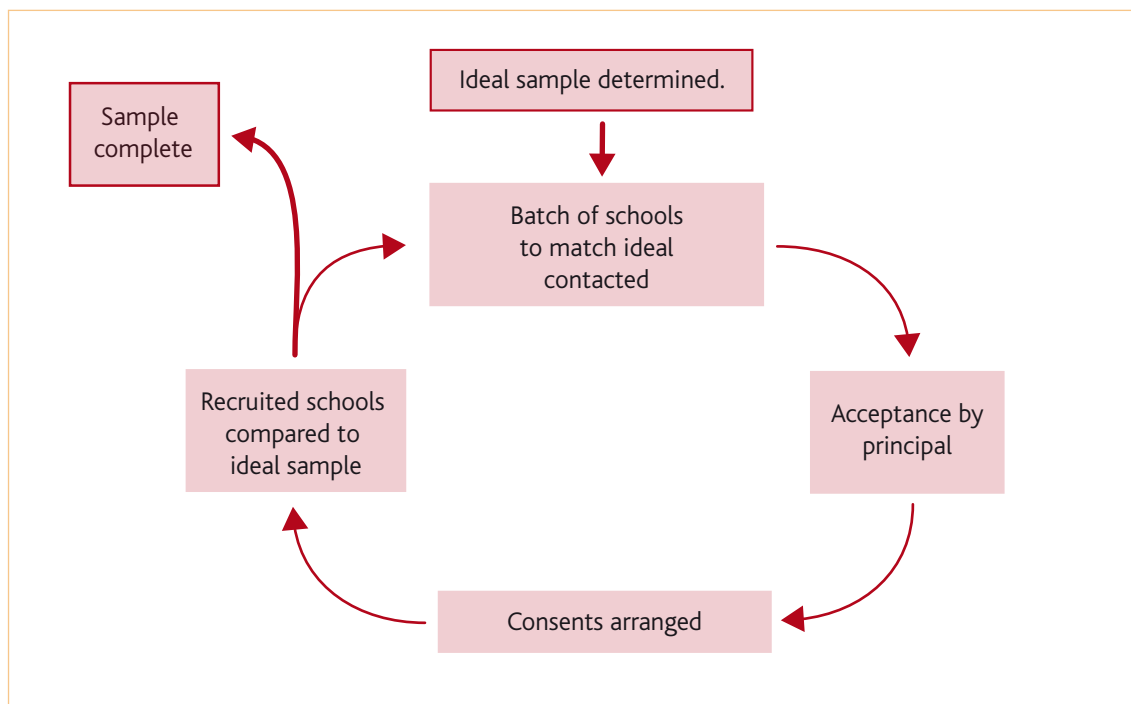 Ideal sample determined.
Sample
complete
Batch of schools
to match ideal
contacted
Acceptance by
principal
Recruited schools
compared to
ideal sample
Consents arranged